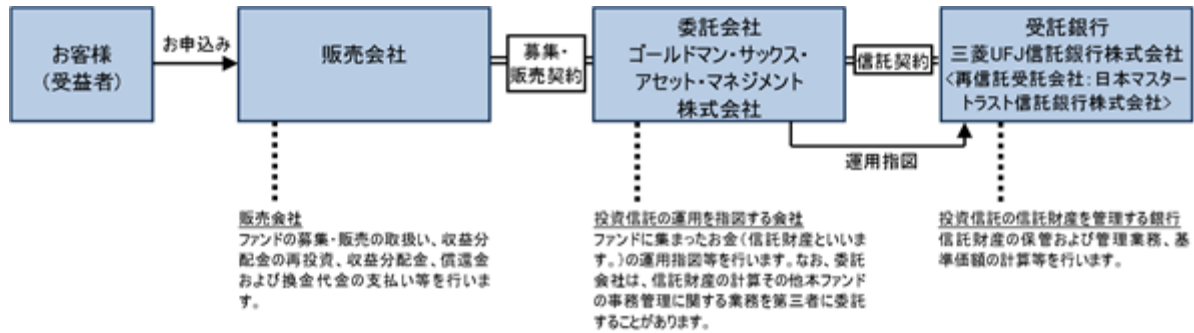 お客様
（受益者）
お申込み
販売会社
募集・
販売契約
委託会社
ゴールドマン・サックス・
アセット・マネジメント
株式会社
信託契約
受託銀行
三菱UFJ信託銀行株式会社
〈再信託受託会社：日本マスター
トラスト信託銀行株式会社〉
運用指図
販売会社
ファンドの募集・販売の取扱い、収益分
配金の再投資、収益分配金、償還金
および換金代金の支払い等を行いま
す。
投資信託の運用を指図する会社
ファンドに集まったお金（信託財産といいま
す。）の運用指図等を行います。なお、委託
会社は、信託財産の計算その他本ファンド
の事務管理に関する業務を第三者に委託
することがあります。
投資信託の信託財産を管理する銀行
信託財産の保管および管理業務、基
準価額の計算等を行います。